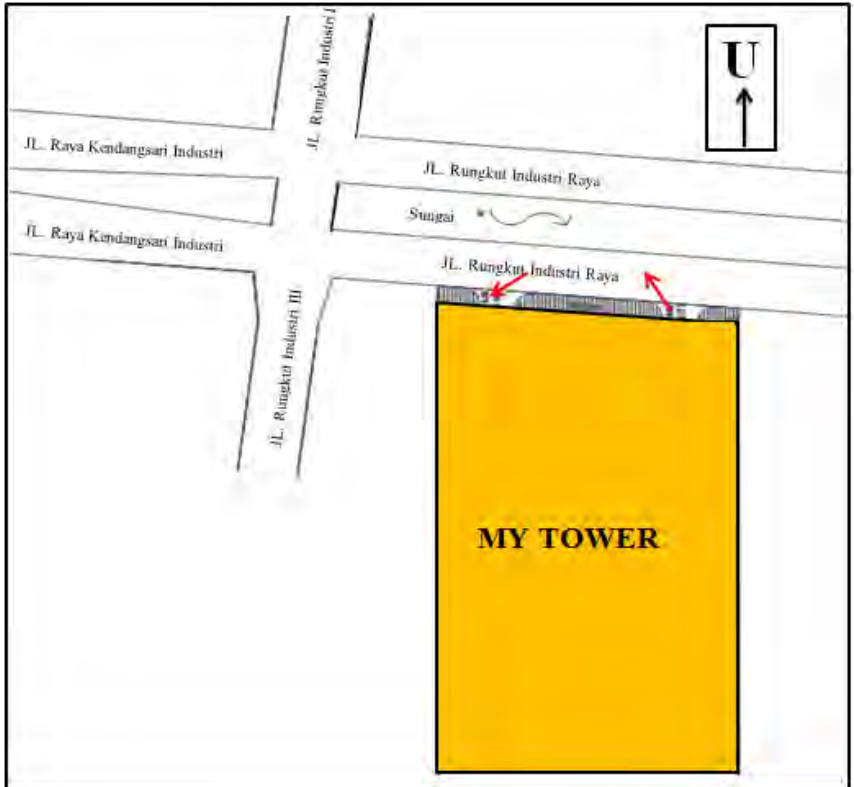 U
JL. Rungkut Industri I
JL. Raya Kendangsari Industri
JL. Rungkut Industri Raya
Sungai
JL. Raya Kendangsari Industri
JL. Rungkut Industri Raya
JL. Rungkut Industri III
MY TOWER